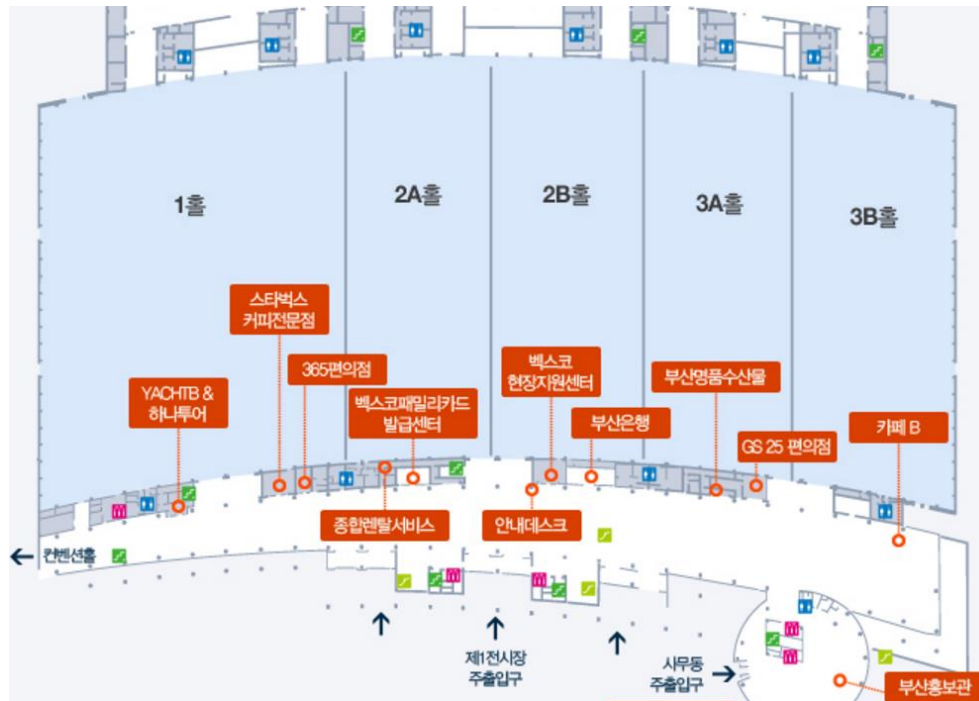 1홀
2A홀
2B홀
3A홀
3B홀
스타벅스
커피전문점
365편의점
YACHTB &
하나투어
벡스코패밀리카드
발급센터
벡스코
현장지원센터
부산은행
부산명품수산물
GS 25 편의점
카페 B
종합렌탈서비스
안내데스크
컨벤션홀
제1전시장
주출입구
사무동
주출입구
부산홍보관